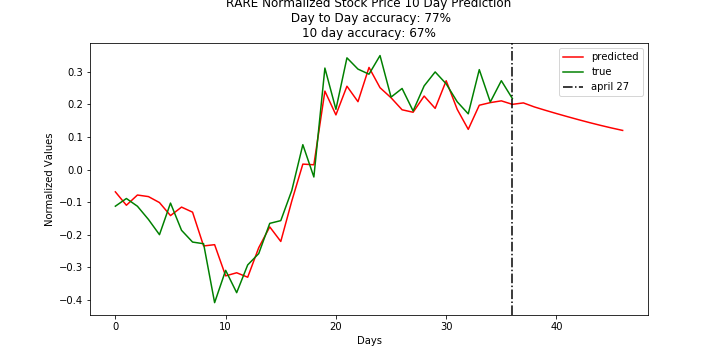 RARE Normalized Stock Price 10 Day Prediction
Day to Day accuracy: 77%
10 day accuracy: 67%
predicted
true
april 27
Normalized Values
0.3
0.2
0.1
0.0
−0.1
−0.2
−0.3
−0.4
0 10 20 30 40
Days